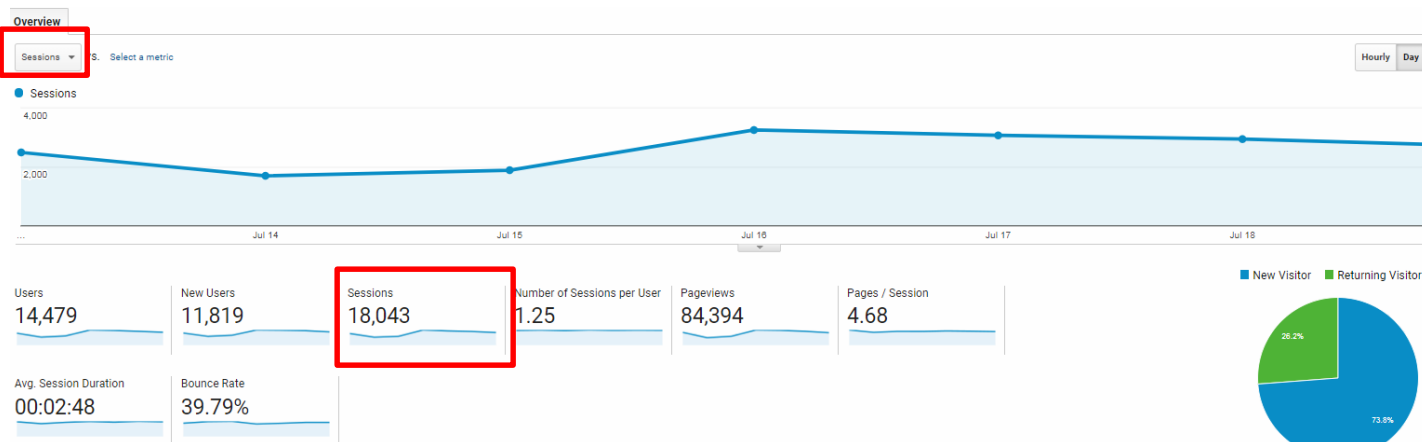 Overview
Sessions VS. Select a metric
Hourly Day
Sessions
4,000
2,000
... Jul 14 Jul 15 Jul 16 Jul 17 Jul 18
New Visitor Returning Visitor
Users New Users Sessions Number of Sessions per User Pageviews Pages / Session
14,479 11,819 18,043 1.25 84,394 4.68
26.2%
Avg. Session Duration Bounce Rate
00:02:48 39.79%
73.8%